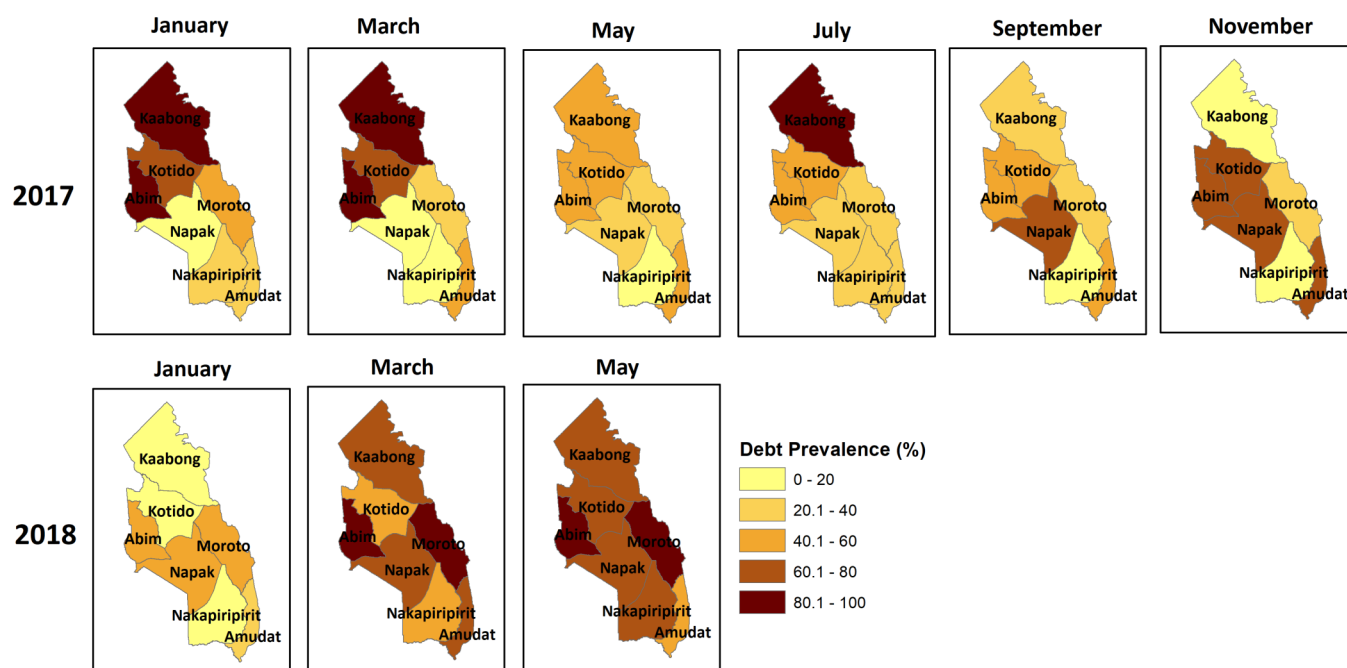 January March May July September November
2017
Kaabong Kaabong Kaabong Kaabong Kaabong Kaabong
Kotido Kotido Kotido Kotido Kotido Kotido
Abim Abim Abim Abim Abim Abim
Moroto Moroto Moroto Moroto Moroto Moroto
Napak Napak Napak Napak Napak Napak
Nakapiripirit Nakapiripirit Nakapiripirit Nakapiripirit Nakapiripirit Nakapiripirit
Amudat Amudat Amudat Amudat Amudat Amudat
January March May
2018
Kaabong Kaabong Kaabong
Kotido Kotido Kotido
Abim Abim Abim
Moroto Moroto Moroto
Napak Napak Napak
Nakapiripirit Nakapiripirit Nakapiripirit
Amudat Amudat Amudat
Debt Prevalence (%)
0 - 20
20.1 - 40
40.1 - 60
60.1 - 80
80.1 - 100